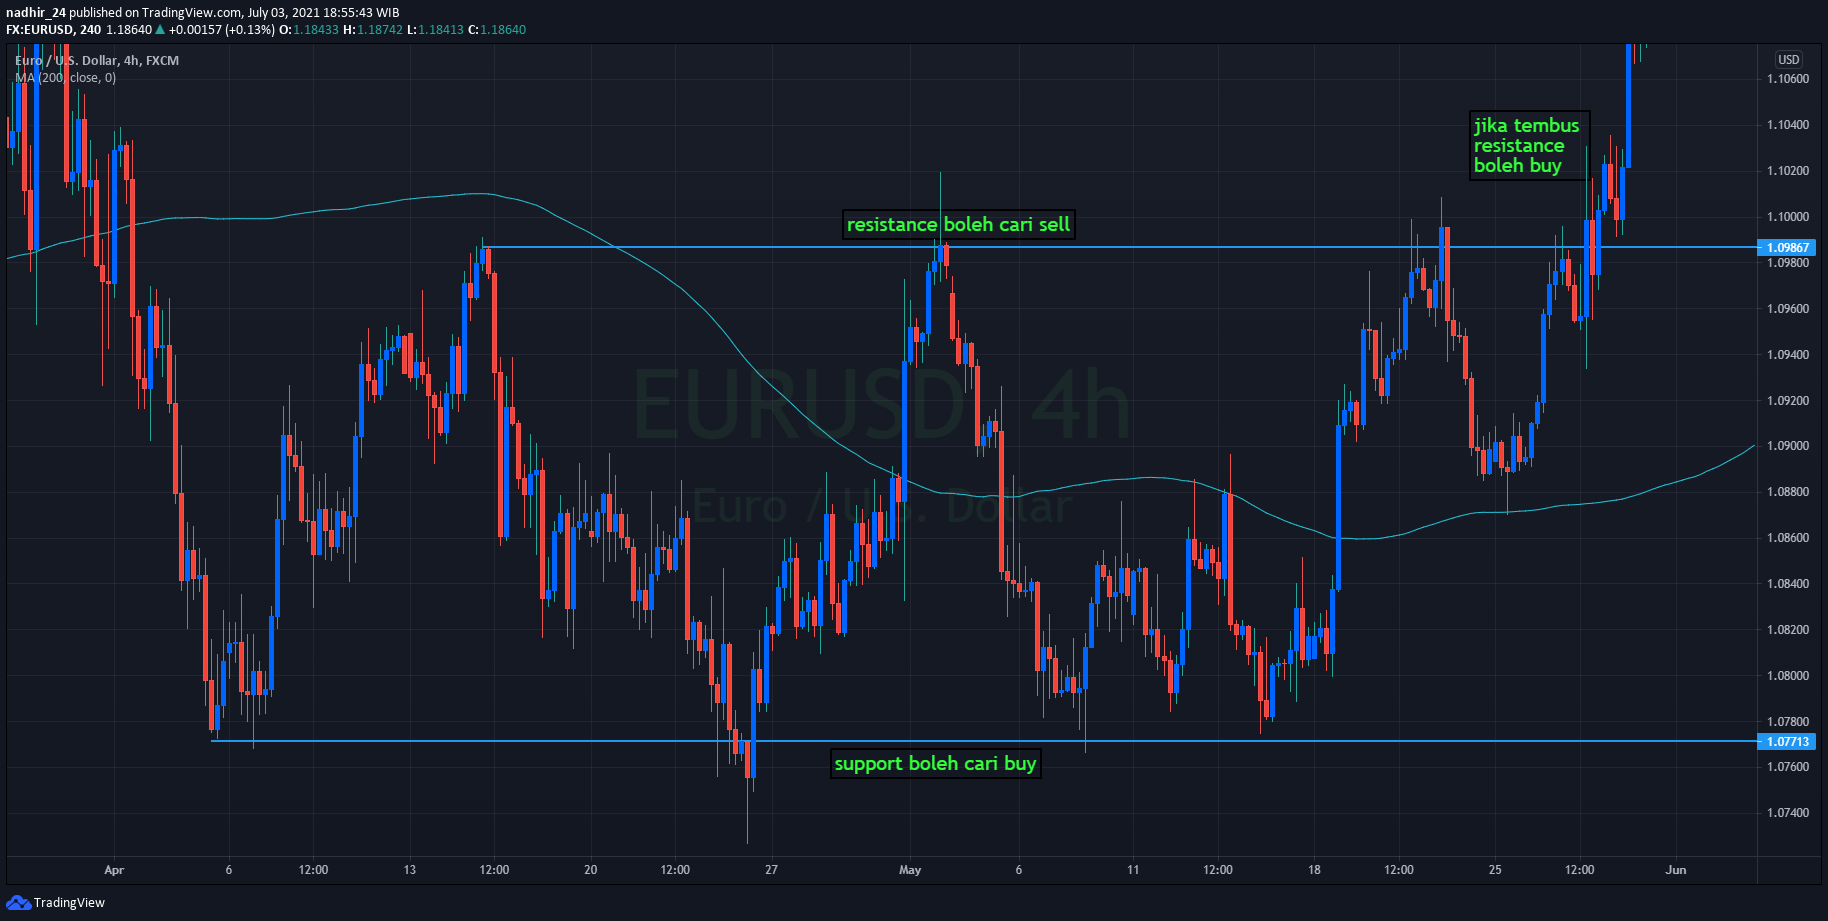 nadhir_24 published on TradingView.com, July 03, 2021 18:55:43 WIB
FX:EURUSD, 240 1.18640 ▲ +0.00157 (+0.13%) O:1.18433 H:1.18742 L:1.18413 C:1.18640
Euro / U.S. Dollar, 4h, FXCM
MA (200, close, 0)
USD
1.10600
jika tembus
resistance
boleh buy
1.10400
1.10200
resistance boleh cari sell
1.10000
1.09867
1.09800
1.09600
1.09400
EURUSD 4h
1.09200
1.09000
Euro / U.S. Dollar
1.08800
1.08600
1.08400
1.08200
1.08000
1.07800
1.07713
support boleh cari buy
1.07600
1.07400
Apr 6 12:00 13 12:00 20 12:00 27 May 6 11 12:00 18 12:00 25 12:00 Jun
TradingView